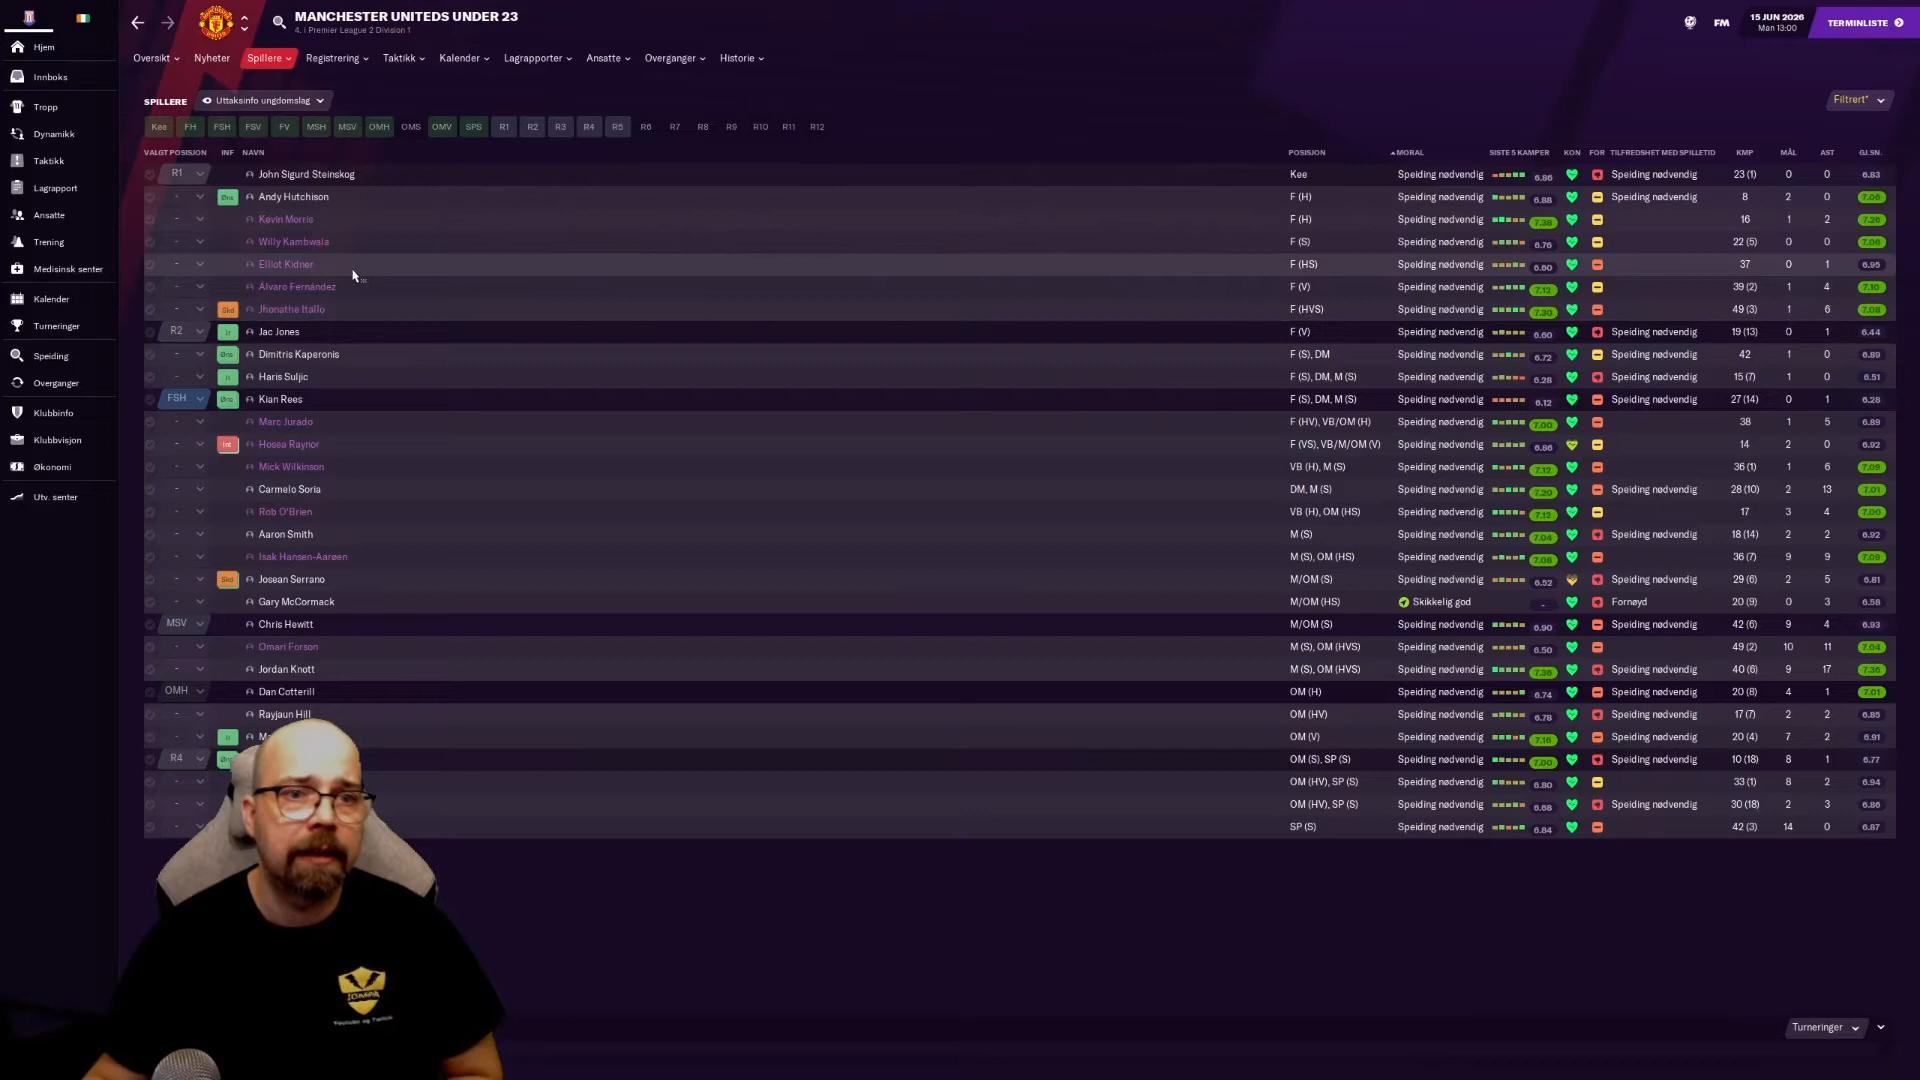 MANCHESTER UNITEDS UNDER 23
4. i Premier League 2 Division 1
FM
15 JUN 2026
Man 13:00
TERMINLISTE
Hjem
Innboks
Tropp
Dynamikk
Taktikk
Lagrapport
Ansatte
Trening
Medisinsk senter
Kalender
Turneringer
Speiding
Overganger
Klubbinfo
Klubbvisjon
Økonomi
Utv. senter
Oversikt Nyheter Spillere Registrering Taktikk Kalender Lagrapporter Ansatte Overganger Historie
SPILLERE Uttaksinfo ungdomslag Filtrert*
Kee FH FSH FSV FV MSH MSV OMH OMS OMV SPS R1 R2 R3 R4 R5 R6 R7 R8 R9 R10 R11 R12
VALGT POSISJON INF NAVN POSISJON MORAL SISTE 5 KAMPER KON FOR TILFREDSHET MED SPILLETID KMP MÅL AST GJ.SN.
R1 John Sigurd Steinskog Kee Speiding nødvendig 6.86 Speiding nødvendig 23 (1) 0 0 6.83
- Øns Andy Hutchison F (H) Speiding nødvendig 6.88 Speiding nødvendig 8 2 0 7.06
- Kevin Morris F (H) Speiding nødvendig 7.38 16 1 2 7.26
- Willy Kambwala F (S) Speiding nødvendig 6.76 22 (5) 0 0 7.06
- Elliot Kidner F (HS) Speiding nødvendig 6.60 37 0 1 6.95
- Álvaro Fernández F (V) Speiding nødvendig 7.12 39 (2) 1 4 7.10
- Skd Jhonathe Itallo F (HVS) Speiding nødvendig 7.30 49 (3) 1 6 7.08
R2 Ir Jac Jones F (V) Speiding nødvendig 6.60 Speiding nødvendig 19 (13) 0 1 6.44
- Øns Dimitris Kaperonis F (S), DM Speiding nødvendig 6.72 Speiding nødvendig 42 1 0 6.89
- Ir Haris Suljic F (S), DM, M (S) Speiding nødvendig 6.28 Speiding nødvendig 15 (7) 1 0 6.51
FSH Øns Kian Rees F (S), DM, M (S) Speiding nødvendig 6.12 Speiding nødvendig 27 (14) 0 1 6.28
- Marc Jurado F (HV), VB/OM (H) Speiding nødvendig 7.00 38 1 5 6.89
- Int Hosea Raynor F (VS), VB/M/OM (V) Speiding nødvendig 6.86 14 2 0 6.92
- Mick Wilkinson VB (H), M (S) Speiding nødvendig 7.12 36 (1) 1 6 7.09
- Carmelo Soria DM, M (S) Speiding nødvendig 7.20 Speiding nødvendig 28 (10) 2 13 7.01
- Rob O'Brien VB (H), OM (HS) Speiding nødvendig 7.12 17 3 4 7.00
- Aaron Smith M (S) Speiding nødvendig 7.04 Speiding nødvendig 18 (14) 2 2 6.92
- Isak Hansen-Aarøen M (S), OM (HS) Speiding nødvendig 7.06 36 (7) 9 9 7.09
- Skd Josean Serrano M/OM (S) Speiding nødvendig 6.52 Speiding nødvendig 29 (6) 2 5 6.81
- Gary McCormack M/OM (HS) Skikkelig god - Fornøyd 20 (9) 0 3 6.58
MSV Chris Hewitt M/OM (S) Speiding nødvendig 6.90 Speiding nødvendig 42 (6) 9 4 6.93
- Omari Forson M (S), OM (HVS) Speiding nødvendig 6.50 49 (2) 10 11 7.04
- Jordan Knott M (S), OM (HVS) Speiding nødvendig 7.36 Speiding nødvendig 40 (6) 9 17 7.36
OMH Dan Cotterill OM (H) Speiding nødvendig 6.74 Speiding nødvendig 20 (8) 4 1 7.01
- Rayjaun Hill OM (HV) Speiding nødvendig 6.78 Speiding nødvendig 17 (7) 2 2 6.85
- Ir OM (V) Speiding nødvendig 7.16 Speiding nødvendig 20 (4) 7 2 6.91
R4 OM (S), SP (S) Speiding nødvendig 7.00 Speiding nødvendig 10 (18) 8 1 6.77
- OM (HV), SP (S) Speiding nødvendig 6.80 33 (1) 8 2 6.94
- OM (HV), SP (S) Speiding nødvendig 6.68 Speiding nødvendig 30 (18) 2 3 6.86
- SP (S) Speiding nødvendig 6.84 42 (3) 14 0 6.87
Turneringer
Youtube og Twitch